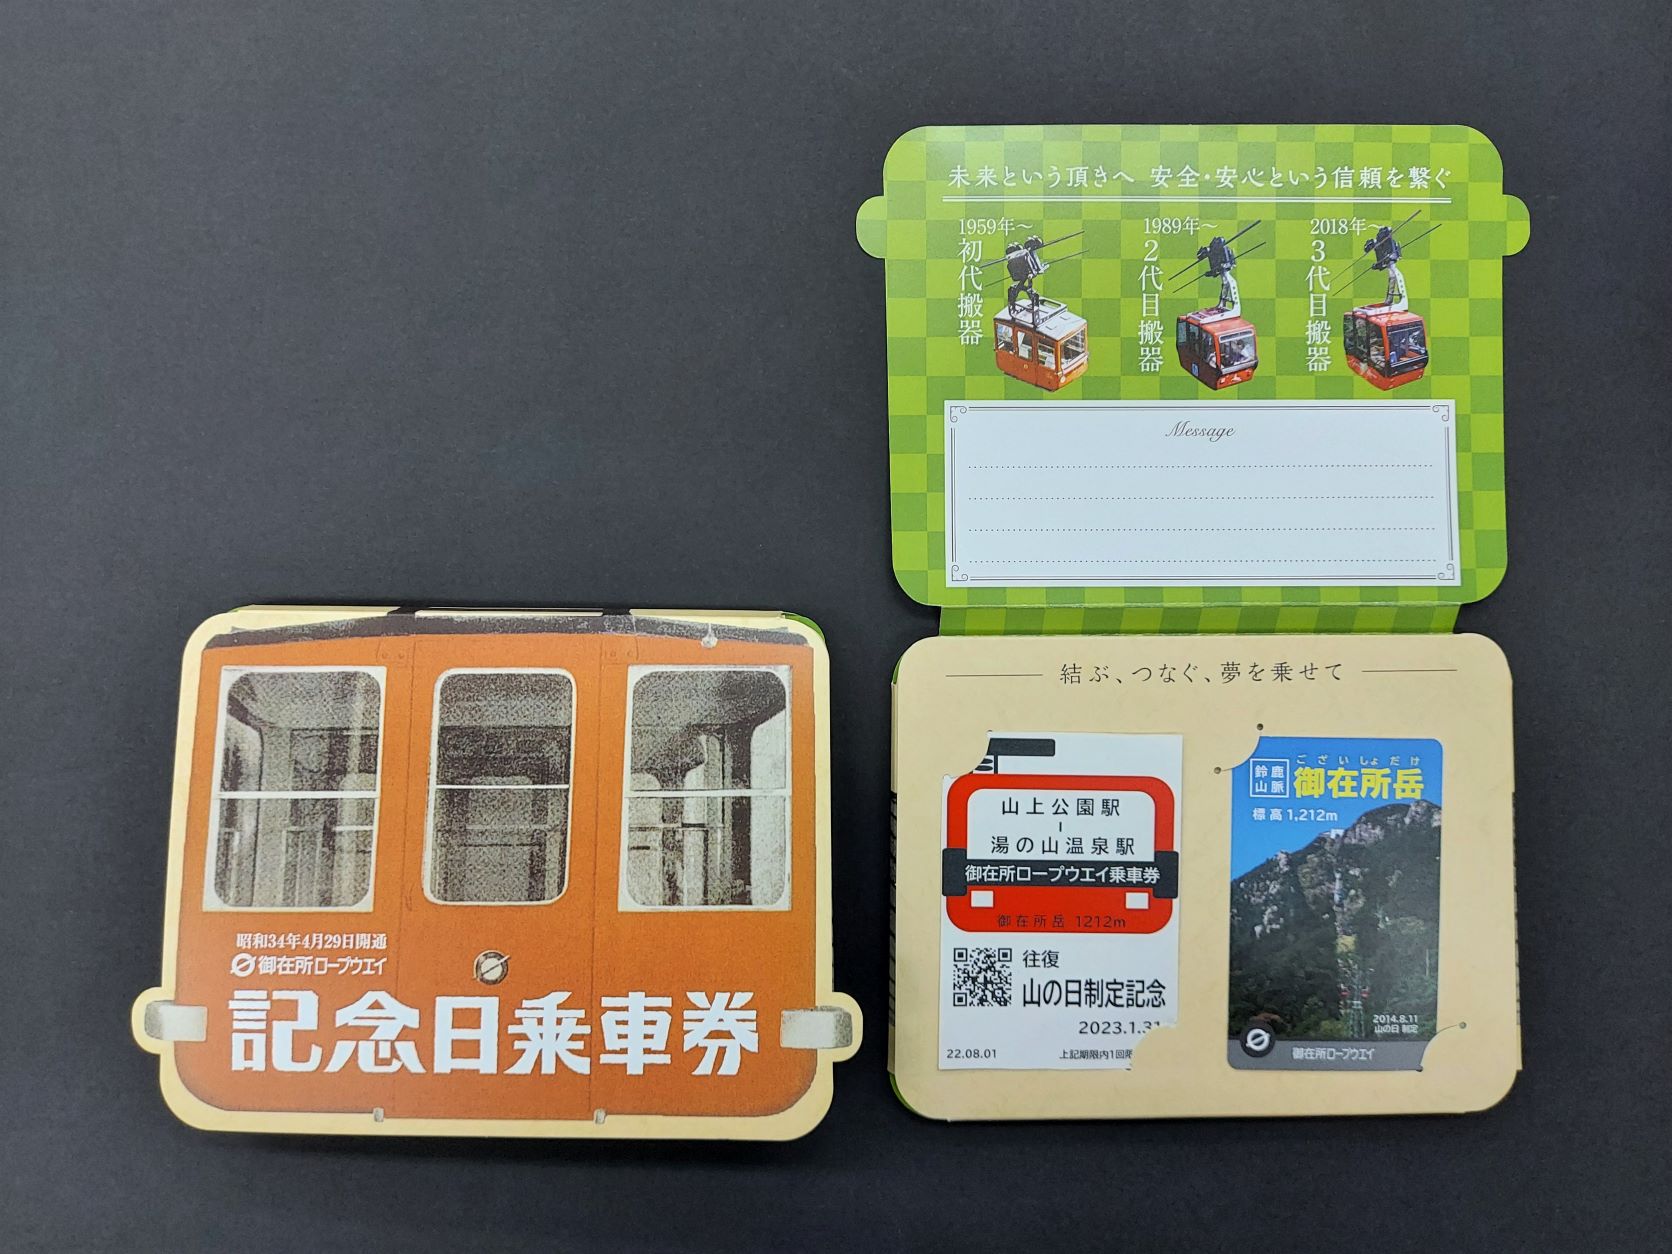 昭和34年4月29日開通
御在所ロープウエイ
記念日乗車券
未来という頂きへ 安全・安心という信頼を繋ぐ
1959年〜
初代搬器
1989年〜
2代目搬器
2018年〜
3代目搬器
Message
結ぶ、つなぐ、夢を乗せて
山上公園駅
湯の山温泉駅
御在所ロープウエイ乗車券
御在所岳 1212m
往復
山の日制定記念
2023.1.31
22.08.01
上記期限内1回限
鈴鹿
山脈
ございしょだけ
御在所岳
標高 1,212m
2014.8.11
山の日 制定
御在所ロープウエイ